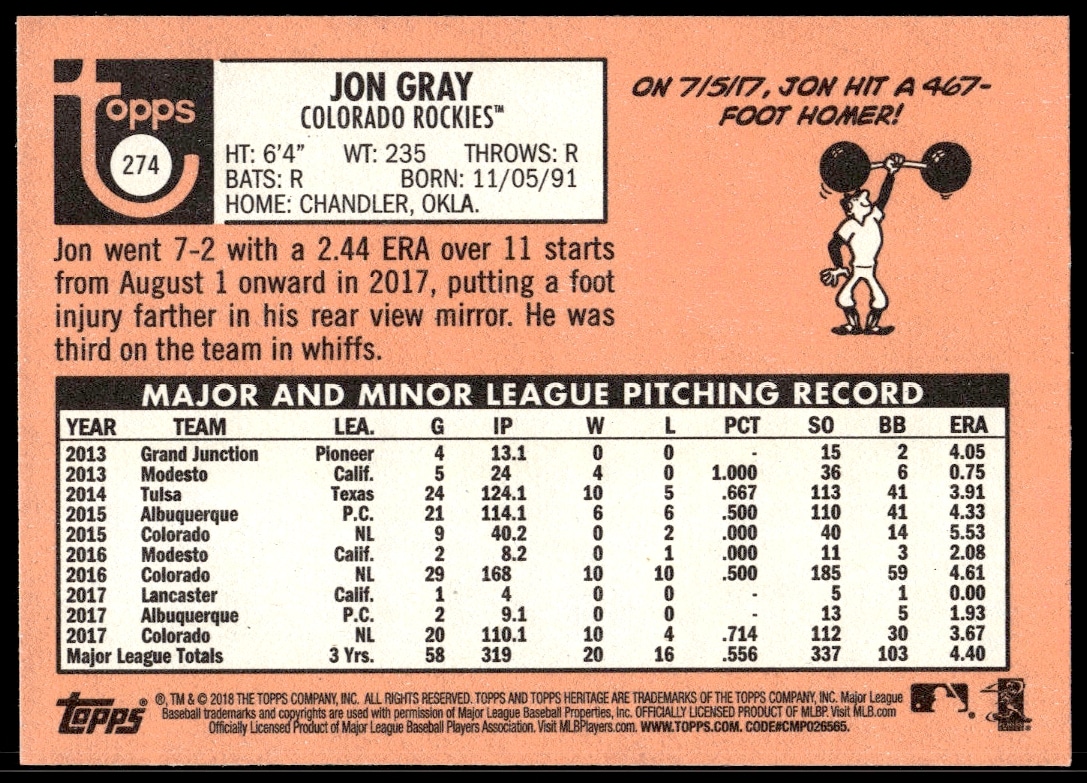 topps
274
JON GRAY
COLORADO ROCKIES™
HT: 6'4" WT: 235 THROWS: R
BATS: R BORN: 11/05/91
HOME: CHANDLER, OKLA.
ON 7/5/17, JON HIT A 467-
FOOT HOMER!
Jon went 7-2 with a 2.44 ERA over 11 starts
from August 1 onward in 2017, putting a foot
injury farther in his rear view mirror. He was
third on the team in whiffs.
MAJOR AND MINOR LEAGUE PITCHING RECORD
YEAR TEAM LEA. G IP W L PCT SO BB ERA
2013 Grand Junction Pioneer 4 13.1 0 0 - 15 2 4.05
2013 Modesto Calif. 5 24 4 0 1.000 36 6 0.75
2014 Tulsa Texas 24 124.1 10 5 .667 113 41 3.91
2015 Albuquerque P.C. 21 114.1 6 6 .500 110 41 4.33
2015 Colorado NL 9 40.2 0 2 .000 40 14 5.53
2016 Modesto Calif. 2 8.2 0 1 .000 11 3 2.08
2016 Colorado NL 29 168 10 10 .500 185 59 4.61
2017 Lancaster Calif. 1 4 0 0 - 5 1 0.00
2017 Albuquerque P.C. 2 9.1 0 0 - 13 5 1.93
2017 Colorado NL 20 110.1 10 4 .714 112 30 3.67
Major League Totals 3 Yrs. 58 319 20 16 .556 337 103 4.40
topps®
®, TM & © 2018 THE TOPPS COMPANY, INC. ALL RIGHTS RESERVED. TOPPS AND TOPPS HERITAGE ARE TRADEMARKS OF THE TOPPS COMPANY, INC. Major League
Baseball trademarks and copyrights are used with permission of Major League Baseball Properties, Inc. OFFICIALLY LICENSED PRODUCT OF MLBP. Visit MLB.com
Officially Licensed Product of Major League Baseball Players Association. Visit MLBPlayers.com. WWW.TOPPS.COM. CODE#CMP026565.